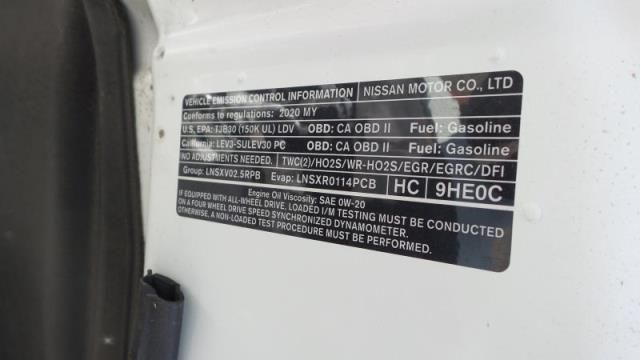 VEHICLE EMISSION CONTROL INFORMATION NISSAN MOTOR CO., LTD
Conforms to regulations: 2020 MY
U.S. EPA: T3B30 (150K UL) LDV OBD: CA OBD II Fuel: Gasoline
California: LEV3-SULEV30 PC OBD: CA OBD II Fuel: Gasoline
NO ADJUSTMENTS NEEDED. TWC(2)/HO2S/WR-HO2S/EGR/EGRC/DFI
Group: LNSXV02.5RPB Evap: LNSXR0114PCB HC 9HE0C
Engine Oil Viscosity: SAE 0W-20
IF EQUIPPED WITH ALL-WHEEL DRIVE, LOADED I/M TESTING MUST BE CONDUCTED
ON A FOUR WHEEL DRIVE SPEED SYNCHRONIZED DYNAMOMETER.
OTHERWISE, A NON-LOADED TEST PROCEDURE MUST BE PERFORMED.